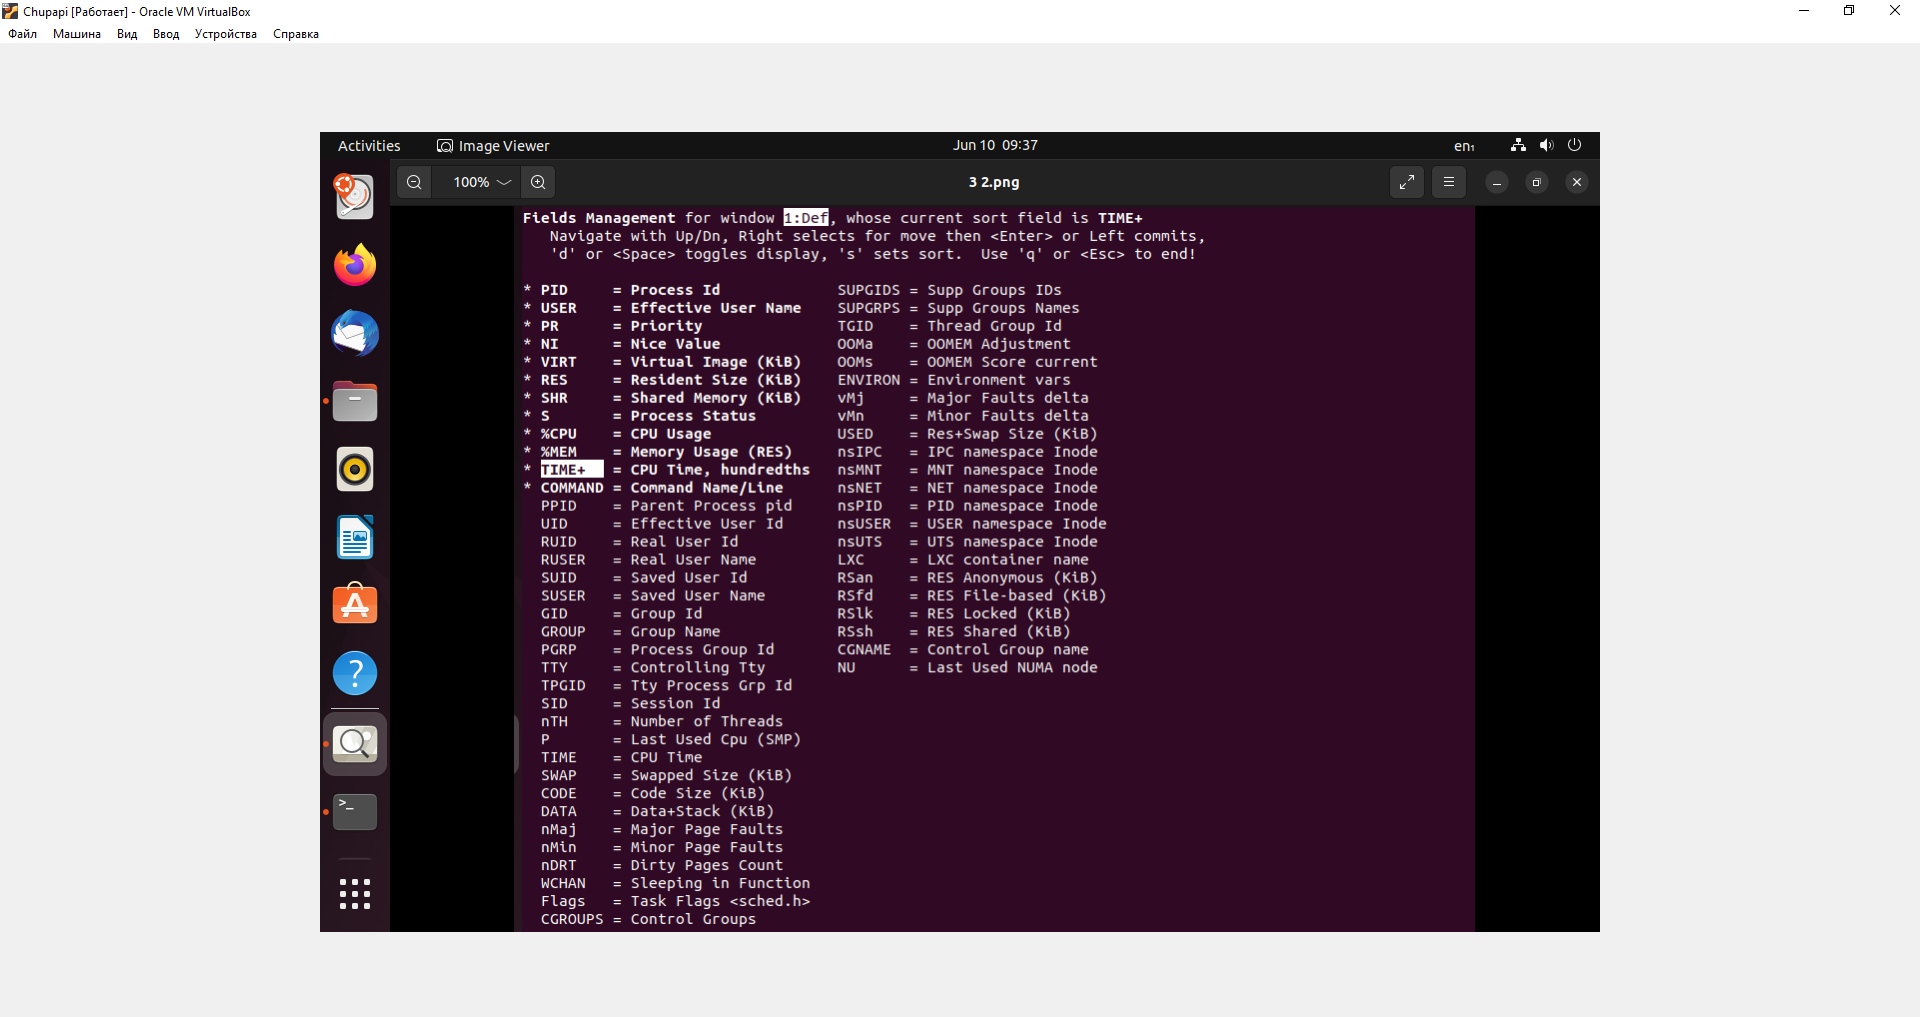 Chupapi [Работает] - Oracle VM VirtualBox
Файл Машина Вид Ввод Устройства Справка
Activities Image Viewer Jun 10 09:37 en₁
100% 3 2.png
Fields Management for window 1:Def, whose current sort field is TIME+
Navigate with Up/Dn, Right selects for move then <Enter> or Left commits,
'd' or <Space> toggles display, 's' sets sort. Use 'q' or <Esc> to end!
* PID = Process Id SUPGIDS = Supp Groups IDs
* USER = Effective User Name SUPGRPS = Supp Groups Names
* PR = Priority TGID = Thread Group Id
* NI = Nice Value OOMa = OOMEM Adjustment
* VIRT = Virtual Image (KiB) OOMs = OOMEM Score current
* RES = Resident Size (KiB) ENVIRON = Environment vars
* SHR = Shared Memory (KiB) vMj = Major Faults delta
* S = Process Status vMn = Minor Faults delta
* %CPU = CPU Usage USED = Res+Swap Size (KiB)
* %MEM = Memory Usage (RES) nsIPC = IPC namespace Inode
* TIME+ = CPU Time, hundredths nsMNT = MNT namespace Inode
* COMMAND = Command Name/Line nsNET = NET namespace Inode
PPID = Parent Process pid nsPID = PID namespace Inode
UID = Effective User Id nsUSER = USER namespace Inode
RUID = Real User Id nsUTS = UTS namespace Inode
RUSER = Real User Name LXC = LXC container name
SUID = Saved User Id RSan = RES Anonymous (KiB)
SUSER = Saved User Name RSfd = RES File-based (KiB)
GID = Group Id RSlk = RES Locked (KiB)
GROUP = Group Name RSsh = RES Shared (KiB)
PGRP = Process Group Id CGNAME = Control Group name
TTY = Controlling Tty NU = Last Used NUMA node
TPGID = Tty Process Grp Id
SID = Session Id
nTH = Number of Threads
P = Last Used Cpu (SMP)
TIME = CPU Time
SWAP = Swapped Size (KiB)
CODE = Code Size (KiB)
DATA = Data+Stack (KiB)
nMaj = Major Page Faults
nMin = Minor Page Faults
nDRT = Dirty Pages Count
WCHAN = Sleeping in Function
Flags = Task Flags <sched.h>
CGROUPS = Control Groups